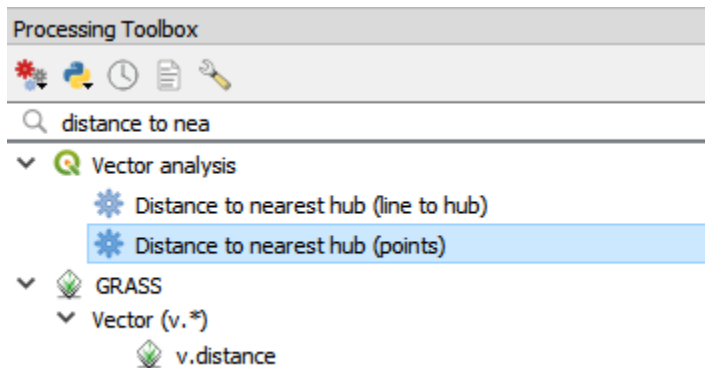 Processing Toolbox
distance to nea
Vector analysis
Distance to nearest hub (line to hub)
Distance to nearest hub (points)
GRASS
Vector (v.*)
v.distance